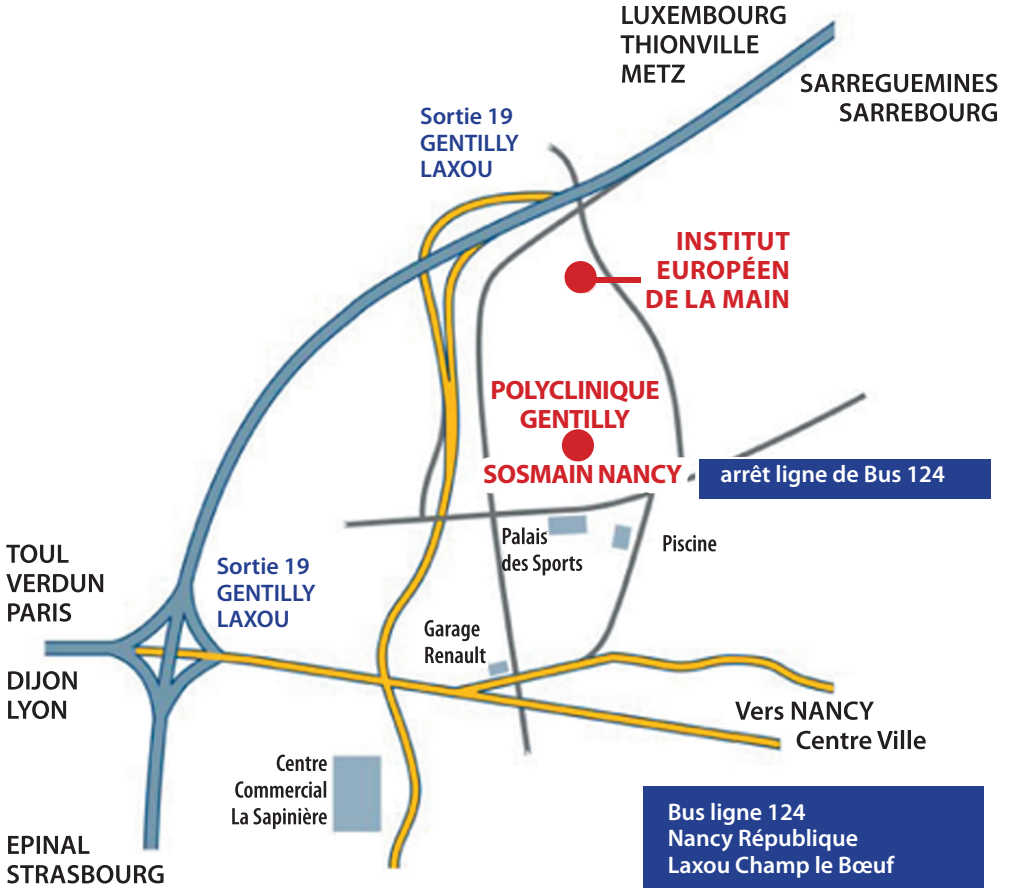 LUXEMBOURG
THIONVILLE
METZ
SARREGUEMINES
SARREBOURG
Sortie 19
GENTILLY
LAXOU
INSTITUT
EUROPÉEN
DE LA MAIN
POLYCLINIQUE
GENTILLY
SOSMAIN NANCY
arrêt ligne de Bus 124
Palais
des Sports
Piscine
TOUL
VERDUN
PARIS
Sortie 19
GENTILLY
LAXOU
Garage
Renault
DIJON
LYON
Vers NANCY
Centre Ville
Centre
Commercial
La Sapinière
Bus ligne 124
Nancy République
Laxou Champ le Bœuf
EPINAL
STRASBOURG